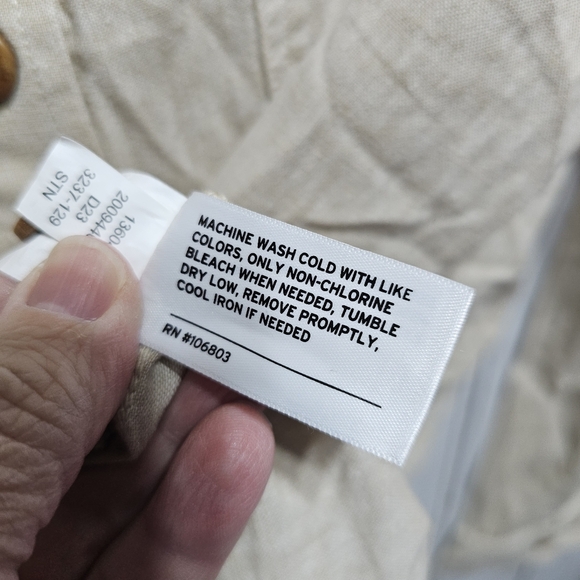 MACHINE WASH COLD WITH LIKE
COLORS, ONLY NON-CHLORINE
BLEACH WHEN NEEDED, TUMBLE
DRY LOW, REMOVE PROMPTLY,
COOL IRON IF NEEDED
RN #106803
D23
3237-129
STN